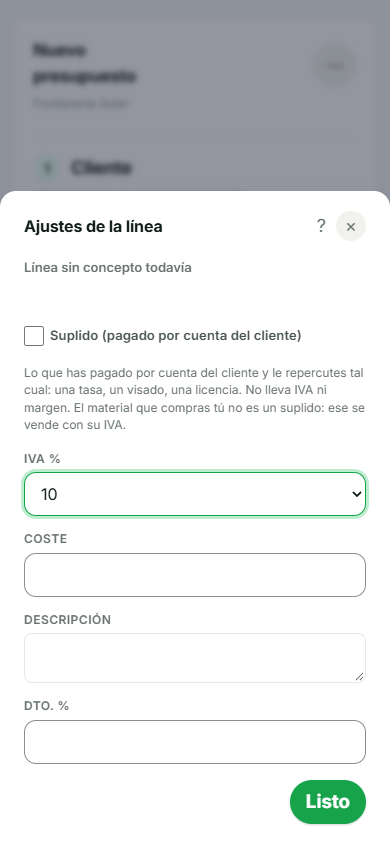 Nuevo
presupuesto
Fontanería Soler
1 Cliente
Ajustes de la línea
?
×
Línea sin concepto todavía
Suplido (pagado por cuenta del cliente)
Lo que has pagado por cuenta del cliente y le repercutes tal
cual: una tasa, un visado, una licencia. No lleva IVA ni
margen. El material que compras tú no es un suplido: ese se
vende con su IVA.
IVA %
10
COSTE
DESCRIPCIÓN
DTO. %
Listo